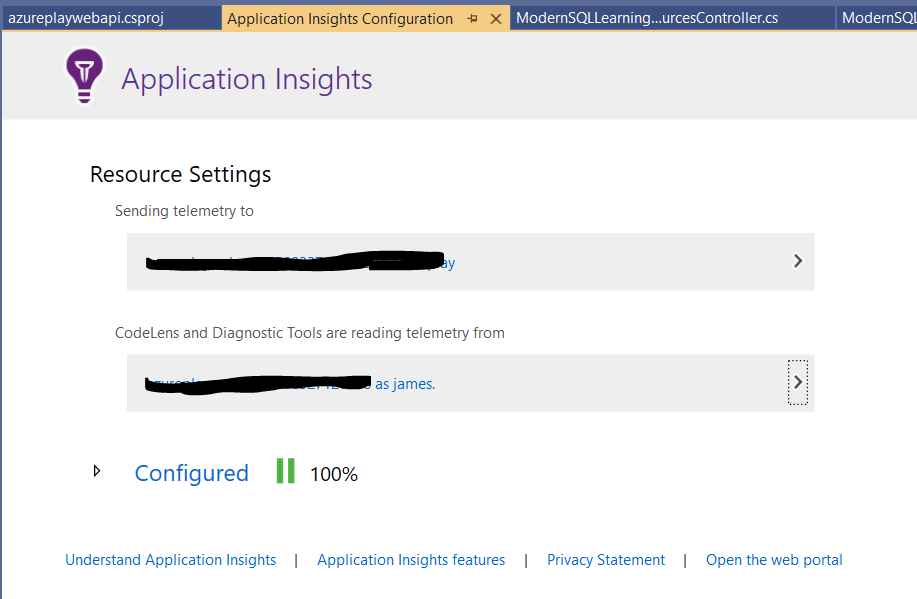 azureplaywebapi.csproj
Application Insights Configuration
ModernSQLLearning...urcesController.cs
ModernSQL
Application Insights
Resource Settings
Sending telemetry to
ay
CodeLens and Diagnostic Tools are reading telemetry from
as james.
Configured 100%
Understand Application Insights | Application Insights features | Privacy Statement | Open the web portal